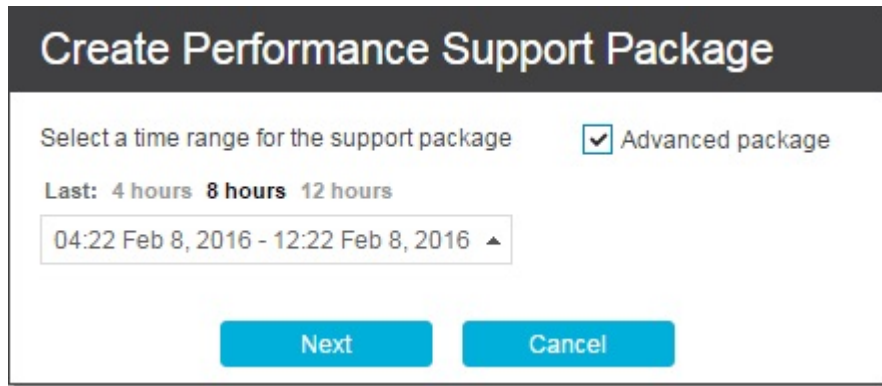 Create Performance Support Package
Select a time range for the support package Advanced package
Last: 4 hours 8 hours 12 hours
04:22 Feb 8, 2016 - 12:22 Feb 8, 2016
Next Cancel